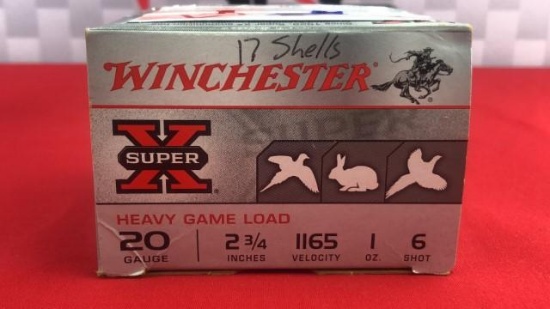 17 Shells
WINCHESTER
SUPER
X
SUPER
HEAVY GAME LOAD
20 2 3/4 1165 1 6
GAUGE INCHES VELOCITY OZ. SHOT